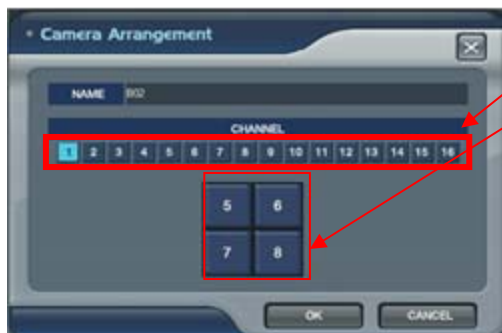 Camera Arrangement
NAME B02
CHANNEL
1 2 3 4 5 6 7 8 9 10 11 12 13 14 15 16
5 6
7 8
OK CANCEL